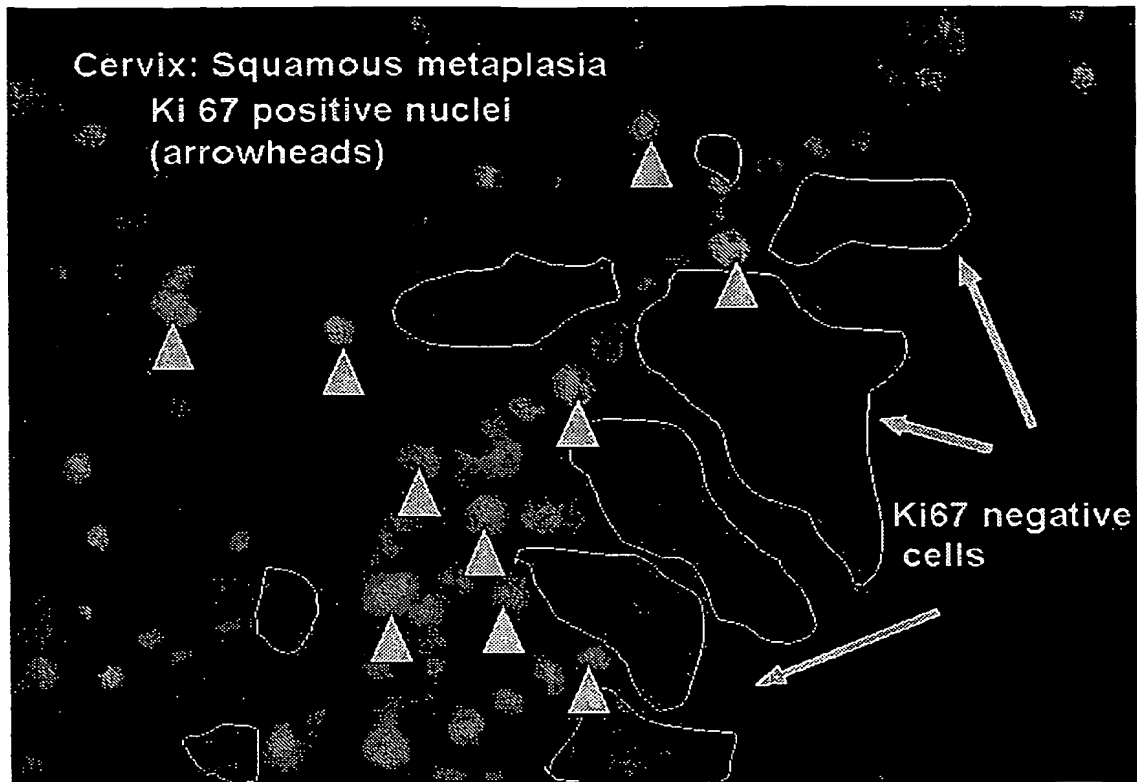 Cervix: Squamous metaplasia
Ki 67 positive nuclei
(arrowheads)
Ki67 negative
cells